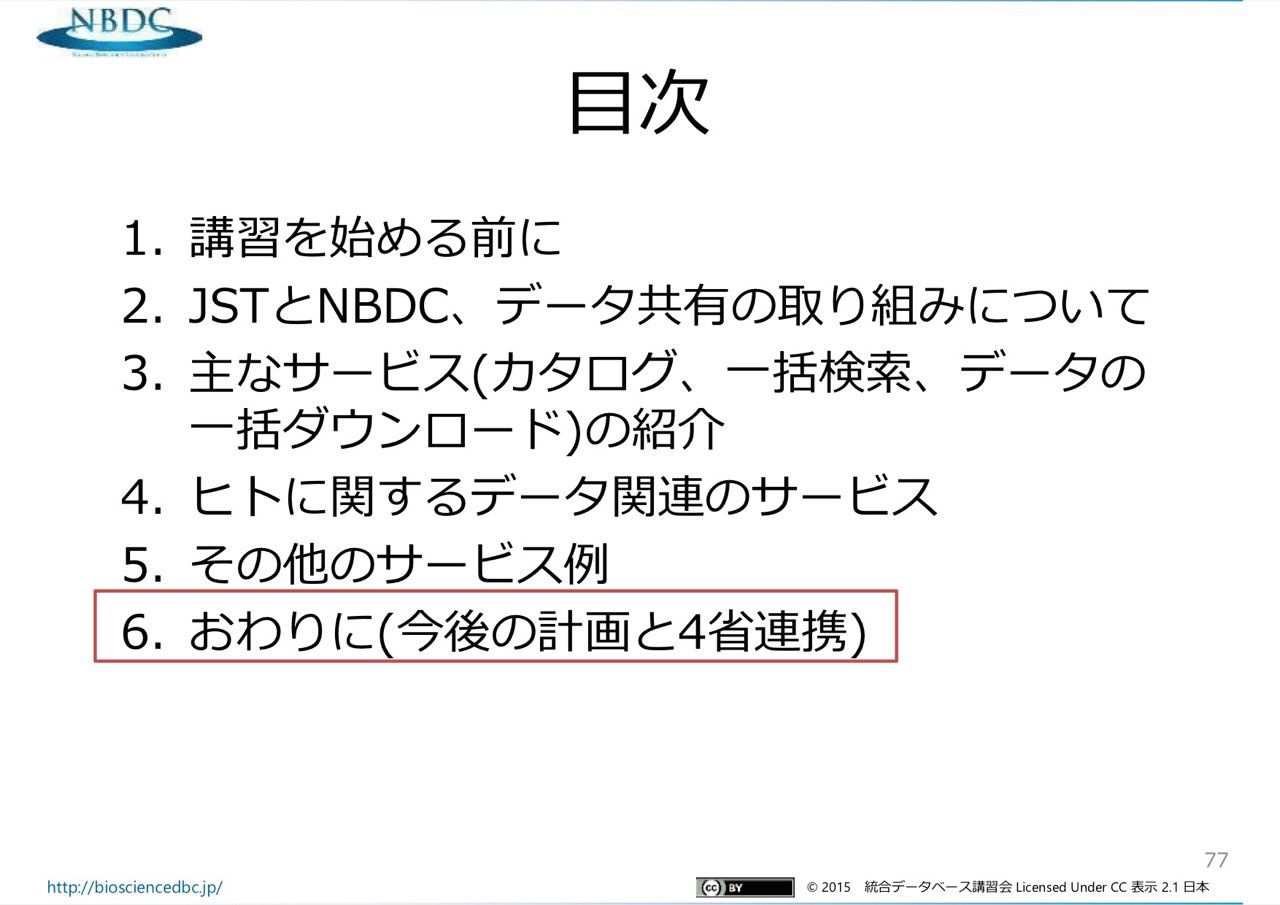 NBDC
目次
1. 講習を始める前に
2. JSTとNBDC、データ共有の取り組みについて
3. 主なサービス(カタログ、一括検索、データの
一括ダウンロード)の紹介
4. ヒトに関するデータ関連のサービス
5. その他のサービス例
6. おわりに(今後の計画と4省連携)
77
http://biosciencedbc.jp/
cc BY
© 2015 統合データベース講習会 Licensed Under CC 表示 2.1 日本